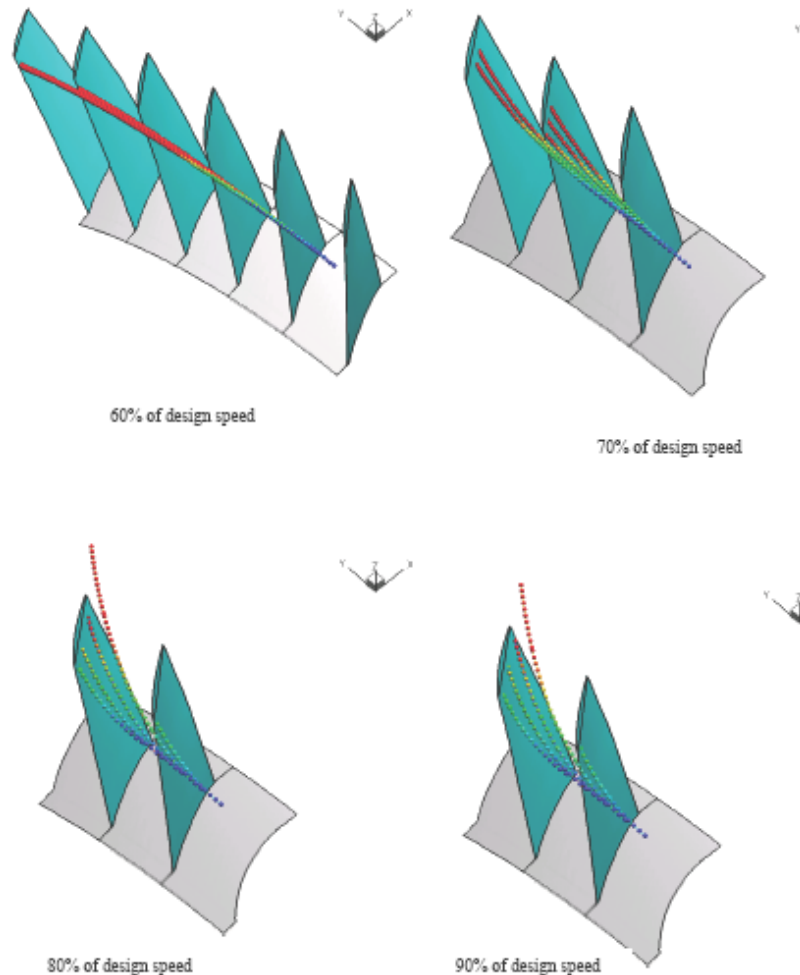 Y Z X
Y
60% of design speed
70% of design speed
Y Z X
Y Z
80% of design speed
90% of design speed